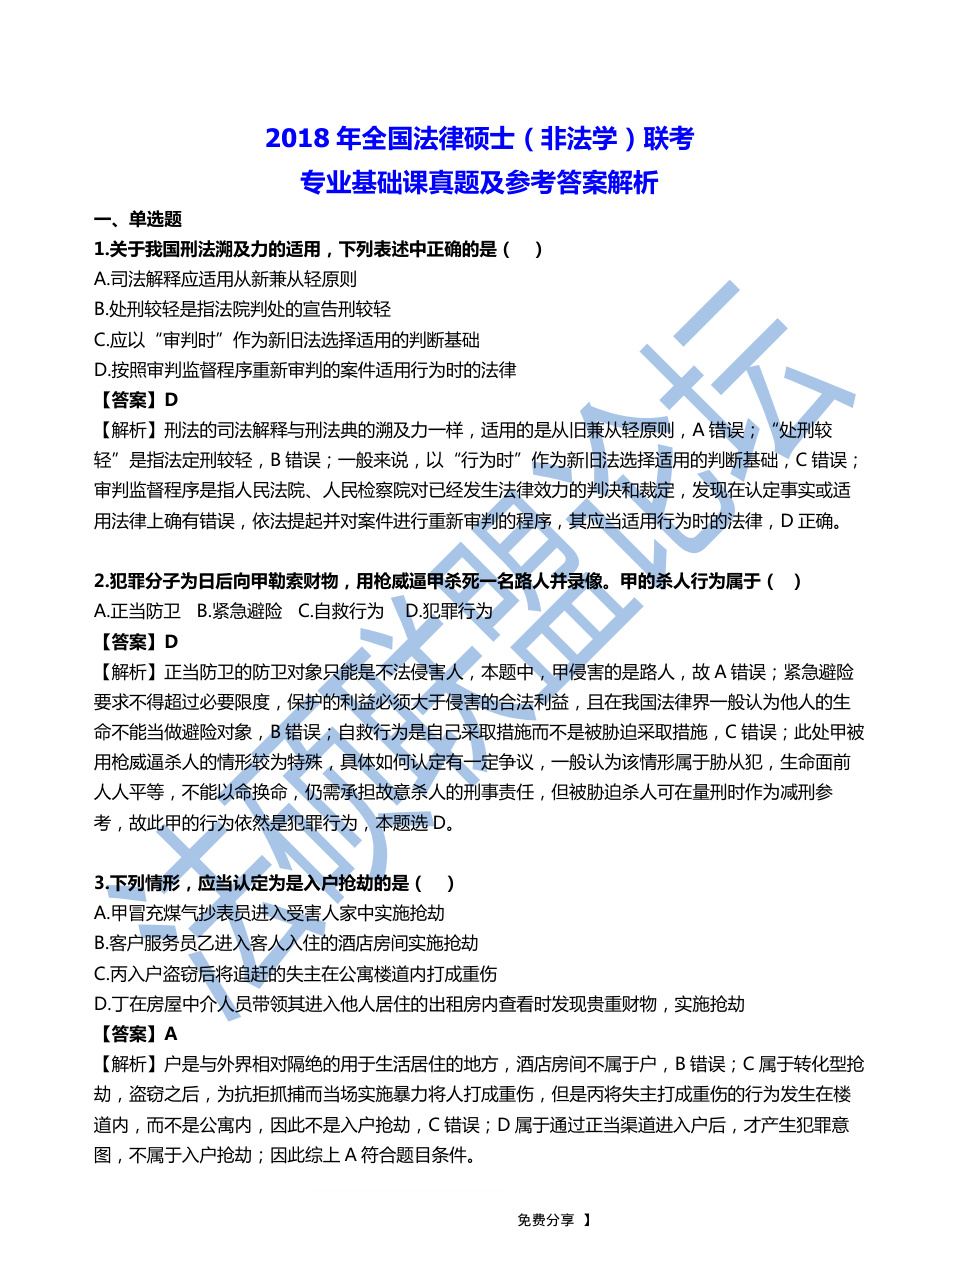 2018 年全国法律硕士（非法学）联考
专业基础课真题及参考答案解析
一、单选题
1.关于我国刑法溯及力的适用，下列表述中正确的是（ ）
A.司法解释应适用从新兼从轻原则
B.处刑较轻是指法院判处的宣告刑较轻
C.应以“审判时”作为新旧法选择适用的判断基础
D.按照审判监督程序重新审判的案件适用行为时的法律
【答案】D
【解析】刑法的司法解释与刑法典的溯及力一样，适用的是从旧兼从轻原则，A 错误；“处刑较
轻”是指法定刑较轻，B 错误；一般来说，以“行为时”作为新旧法选择适用的判断基础，C 错误；
审判监督程序是指人民法院、人民检察院对已经发生法律效力的判决和裁定，发现在认定事实或适
用法律上确有错误，依法提起并对案件进行重新审判的程序，其应当适用行为时的法律，D 正确。
2.犯罪分子为日后向甲勒索财物，用枪威逼甲杀死一名路人并录像。甲的杀人行为属于（ ）
A.正当防卫 B.紧急避险 C.自救行为 D.犯罪行为
【答案】D
【解析】正当防卫的防卫对象只能是不法侵害人，本题中，甲侵害的是路人，故 A 错误；紧急避险
要求不得超过必要限度，保护的利益必须大于侵害的合法利益，且在我国法律界一般认为他人的生
命不能当做避险对象，B 错误；自救行为是自己采取措施而不是被胁迫采取措施，C 错误；此处甲被
用枪威逼杀人的情形较为特殊，具体如何认定有一定争议，一般认为该情形属于胁从犯，生命面前
人人平等，不能以命换命，仍需承担故意杀人的刑事责任，但被胁迫杀人可在量刑时作为减刑参
考，故此甲的行为依然是犯罪行为，本题选 D。
3.下列情形，应当认定为是入户抢劫的是（ ）
A.甲冒充煤气抄表员进入受害人家中实施抢劫
B.客户服务员乙进入客人入住的酒店房间实施抢劫
C.丙入户盗窃后将追赶的失主在公寓楼道内打成重伤
D.丁在房屋中介人员带领其进入他人居住的出租房内查看时发现贵重财物，实施抢劫
【答案】A
【解析】户是与外界相对隔绝的用于生活居住的地方，酒店房间不属于户，B 错误；C 属于转化型抢
劫，盗窃之后，为抗拒抓捕而当场实施暴力将人打成重伤，但是丙将失主打成重伤的行为发生在楼
道内，而不是公寓内，因此不是入户抢劫，C 错误；D 属于通过正当渠道进入户后，才产生犯罪意
图，不属于入户抢劫；因此综上 A 符合题目条件。
免费分享 】
法硕联盟论坛